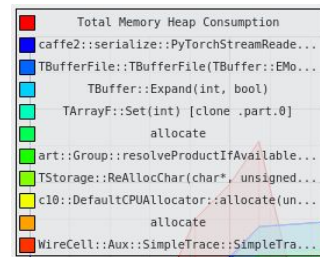 Total Memory Heap Consumption
caffe2::serialize::PyTorchStreamReade...
TBufferFile::TBufferFile(TBuffer::EMo...
TBuffer::Expand(int, bool)
TArrayF::Set(int) [clone .part.0]
allocate
art::Group::resolveProductIfAvailable...
TStorage::ReAllocChar(char*, unsigned...
c10::DefaultCPUAllocator::allocate(un...
allocate
WireCell::Aux::SimpleTrace::SimpleTra...